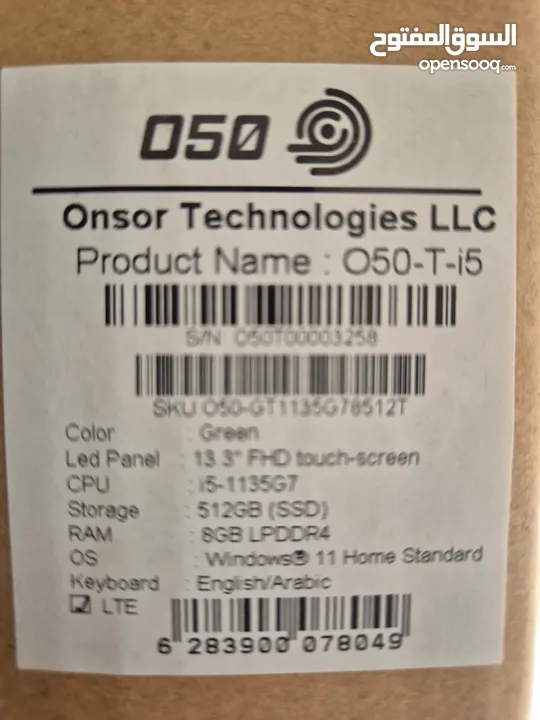 السوق المفتوح
opensooq.com
O50
Onsor Technologies LLC
Product Name : O50-T-i5
S/N O50T00003258
SKU O50-GT1135G78512T
Color : Green
Led Panel : 13.3" FHD touch-screen
CPU : i5-1135G7
Storage : 512GB (SSD)
RAM : 8GB LPDDR4
OS : Windows® 11 Home Standard
Keyboard : English/Arabic
☑ LTE
6 283900 078049